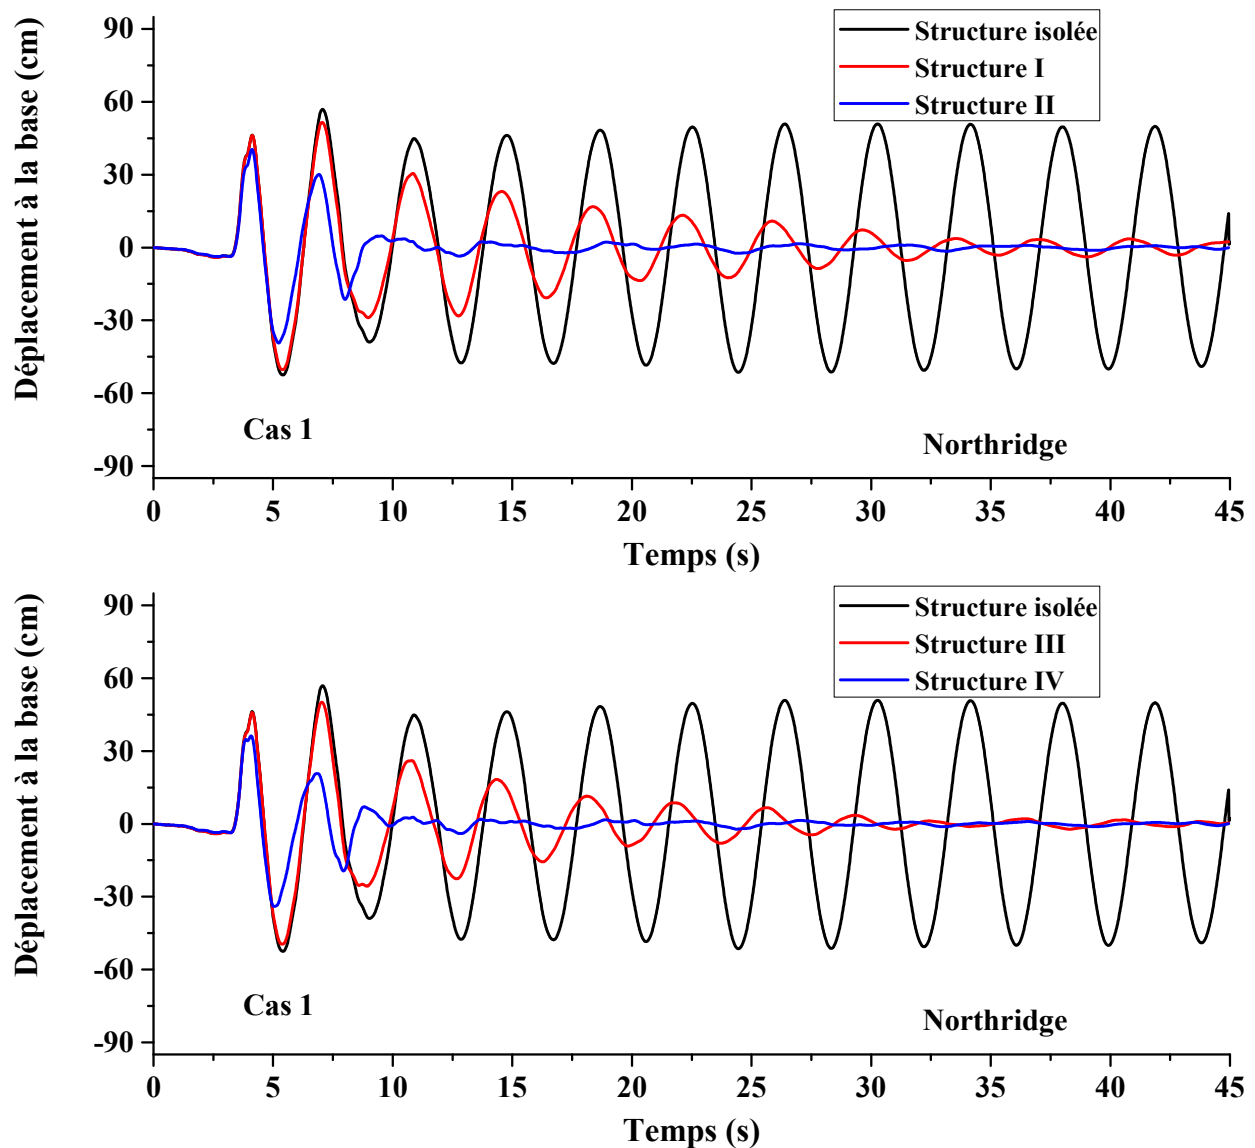 Déplacement à la base (cm)
90
60
30
0
-30
-60
-90
Structure isolée
Structure I
Structure II
Cas 1
Northridge
0 5 10 15 20 25 30 35 40 45
Temps (s)
Déplacement à la base (cm)
90
60
30
0
-30
-60
-90
Structure isolée
Structure III
Structure IV
Cas 1
Northridge
0 5 10 15 20 25 30 35 40 45
Temps (s)